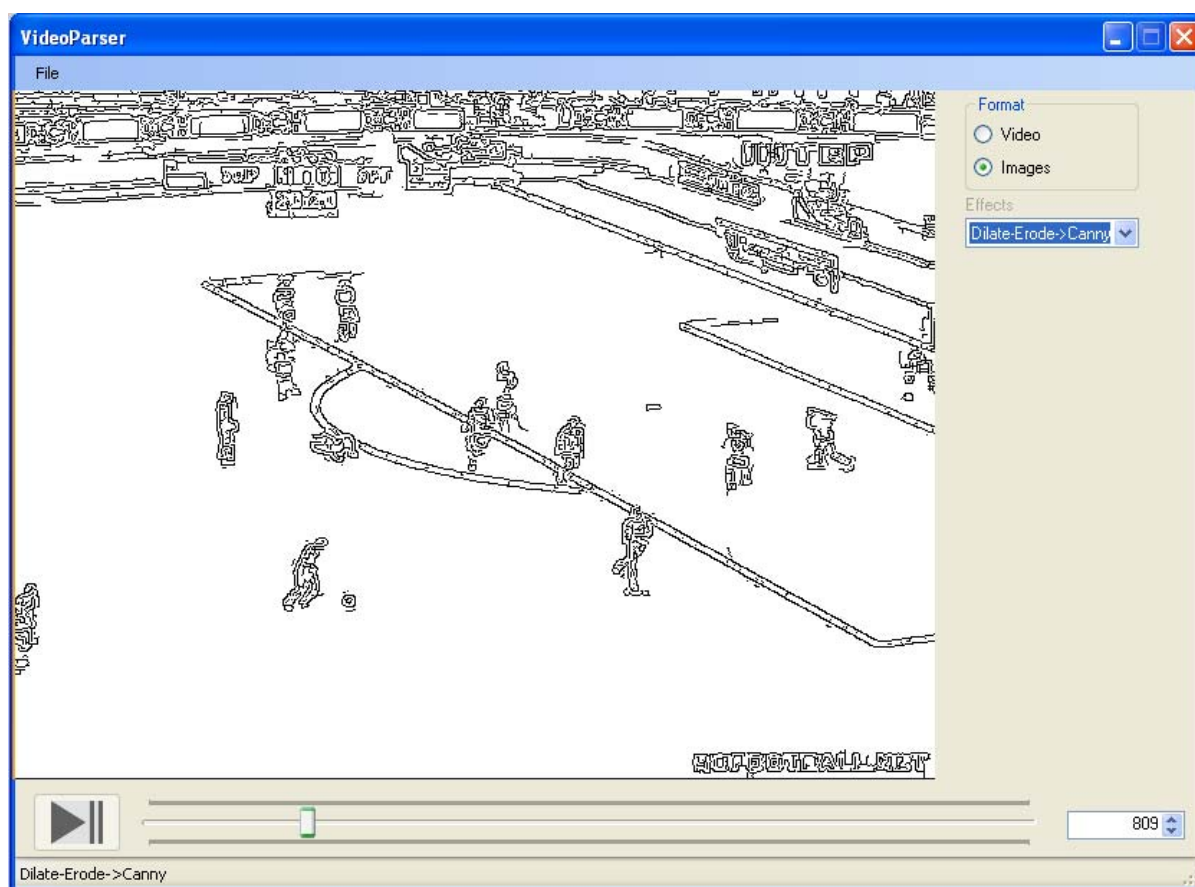 VideoParser
File
Format
Video
Images
Effects
Dilate-Erode->Canny
809
Dilate-Erode->Canny